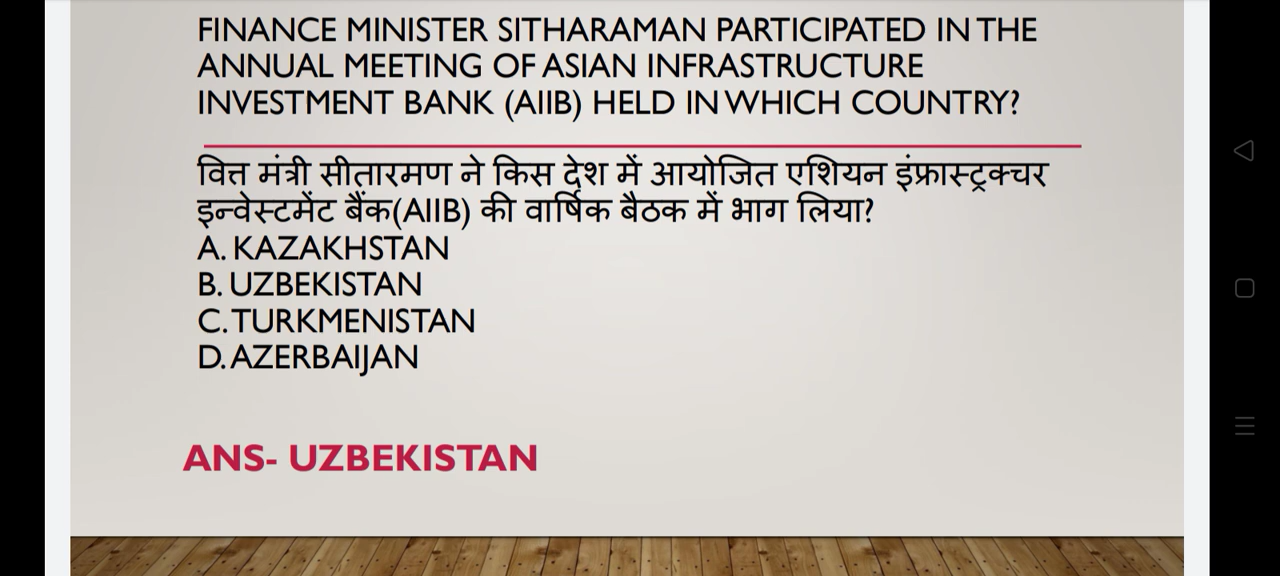 FINANCE MINISTER SITHARAMAN PARTICIPATED IN THE
ANNUAL MEETING OF ASIAN INFRASTRUCTURE
INVESTMENT BANK (AIIB) HELD IN WHICH COUNTRY?
वित्त मंत्री सीतारमण ने किस देश में आयोजित एशियन इंफ्रास्ट्रक्चर
इन्वेस्टमेंट बैंक(AIIB) की वार्षिक बैठक में भाग लिया?
A. KAZAKHSTAN
B. UZBEKISTAN
C. TURKMENISTAN
D. AZERBAIJAN
ANS- UZBEKISTAN